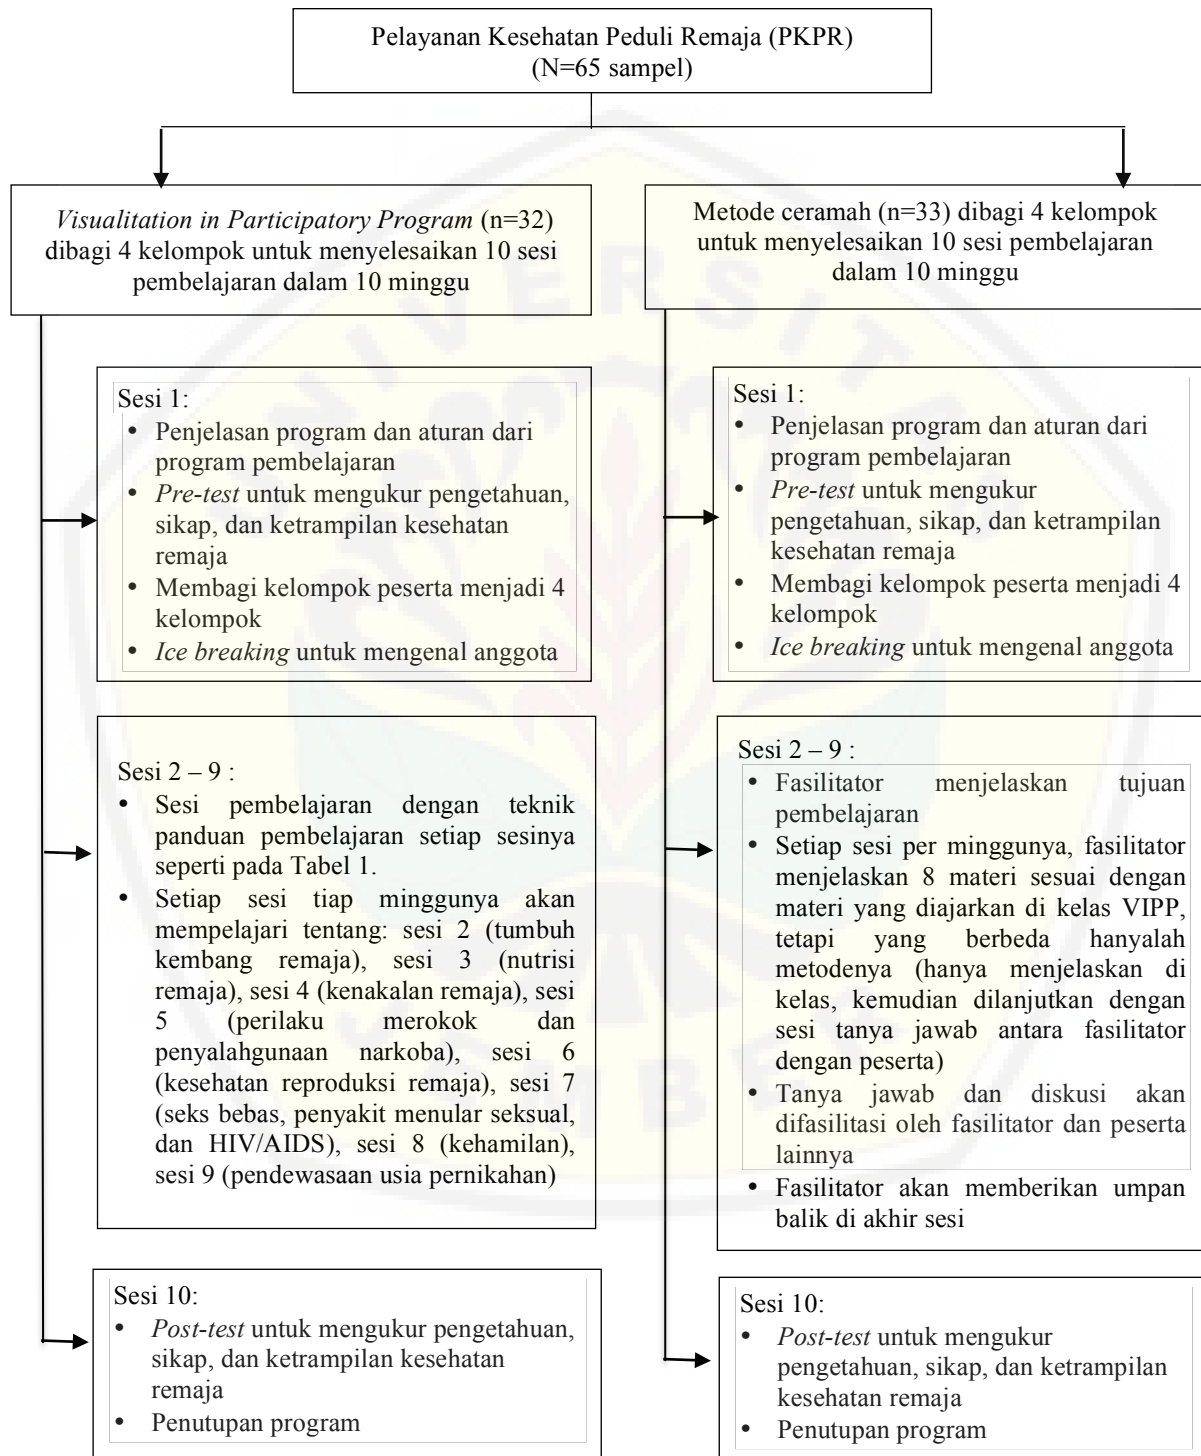 Pelayanan Kesehatan Peduli Remaja (PKPR)
(N=65 sampel)
Visualitation in Participatory Program (n=32)
dibagi 4 kelompok untuk menyelesaikan 10 sesi
pembelajaran dalam 10 minggu
Metode ceramah (n=33) dibagi 4 kelompok
untuk menyelesaikan 10 sesi pembelajaran
dalam 10 minggu
Sesi 1:
• Penjelasan program dan aturan dari
program pembelajaran
• Pre-test untuk mengukur pengetahuan,
sikap, dan ketrampilan kesehatan
remaja
• Membagi kelompok peserta menjadi 4
kelompok
• Ice breaking untuk mengenal anggota
Sesi 1:
• Penjelasan program dan aturan dari
program pembelajaran
• Pre-test untuk mengukur
pengetahuan, sikap, dan ketrampilan
kesehatan remaja
• Membagi kelompok peserta menjadi 4
kelompok
• Ice breaking untuk mengenal anggota
Sesi 2 – 9 :
• Sesi pembelajaran dengan teknik
panduan pembelajaran setiap sesinya
seperti pada Tabel 1.
• Setiap sesi tiap minggunya akan
mempelajari tentang: sesi 2 (tumbuh
kembang remaja), sesi 3 (nutrisi
remaja), sesi 4 (kenakalan remaja), sesi
5 (perilaku merokok dan
penyalahgunaan narkoba), sesi 6
(kesehatan reproduksi remaja), sesi 7
(seks bebas, penyakit menular seksual,
dan HIV/AIDS), sesi 8 (kehamilan),
sesi 9 (pendewasaan usia pernikahan)
Sesi 2 – 9 :
• Fasilitator menjelaskan tujuan
pembelajaran
• Setiap sesi per minggunya, fasilitator
menjelaskan 8 materi sesuai dengan
materi yang diajarkan di kelas VIPP,
tetapi yang berbeda hanyalah
metodenya (hanya menjelaskan di
kelas, kemudian dilanjutkan dengan
sesi tanya jawab antara fasilitator
dengan peserta)
• Tanya jawab dan diskusi akan
difasilitasi oleh fasilitator dan peserta
lainnya
• Fasilitator akan memberikan umpan
balik di akhir sesi
Sesi 10:
• Post-test untuk mengukur pengetahuan,
sikap, dan ketrampilan kesehatan
remaja
• Penutupan program
Sesi 10:
• Post-test untuk mengukur
pengetahuan, sikap, dan ketrampilan
kesehatan remaja
• Penutupan program
UNIVERSITAS
JEMBER